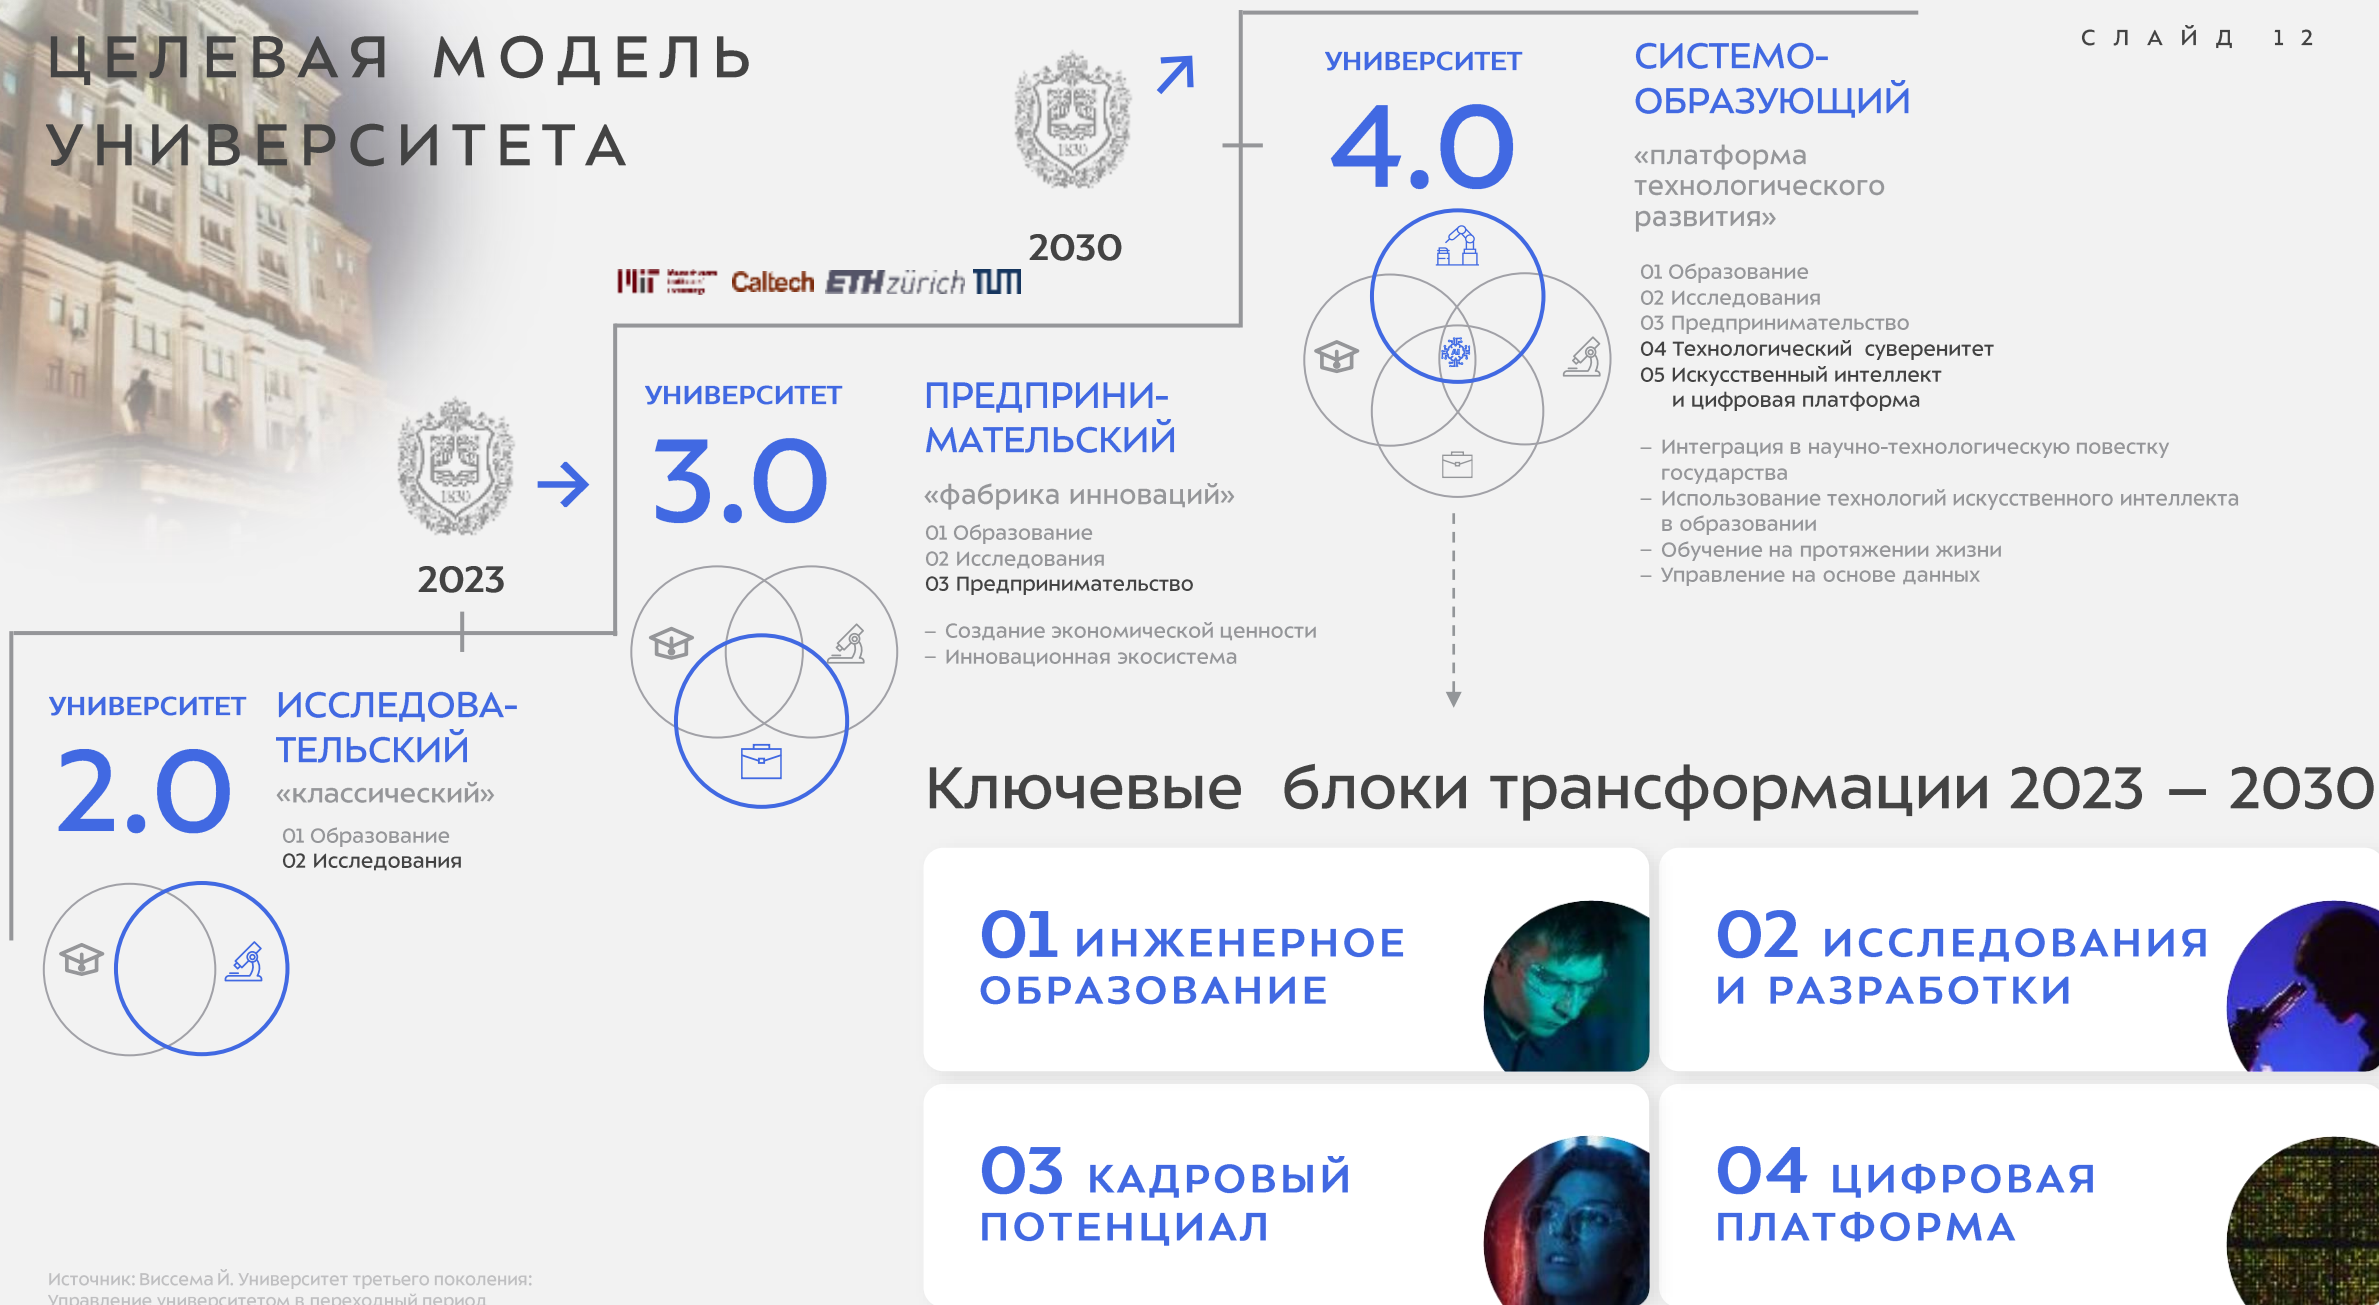 ЦЕЛЕВАЯ МОДЕЛЬ
УНИВЕРСИТЕТА
СЛАЙД 12
1830
2030
УНИВЕРСИТЕТ
4.0
СИСТЕМО-
ОБРАЗУЮЩИЙ
«платформа
технологического
развития»
01 Образование
02 Исследования
03 Предпринимательство
04 Технологический суверенитет
05 Искусственный интеллект
и цифровая платформа
– Интеграция в научно-технологическую повестку
государства
– Использование технологий искусственного интеллекта
в образовании
– Обучение на протяжении жизни
– Управление на основе данных
AI
MIT
Caltech
ETH zürich
TUM
1830
2023
УНИВЕРСИТЕТ
3.0
ПРЕДПРИНИ-
МАТЕЛЬСКИЙ
«фабрика инноваций»
01 Образование
02 Исследования
03 Предпринимательство
– Создание экономической ценности
– Инновационная экосистема
УНИВЕРСИТЕТ
2.0
ИССЛЕДОВА-
ТЕЛЬСКИЙ
«классический»
01 Образование
02 Исследования
Ключевые блоки трансформации 2023 – 2030
01 ИНЖЕНЕРНОЕ
ОБРАЗОВАНИЕ
02 ИССЛЕДОВАНИЯ
И РАЗРАБОТКИ
03 КАДРОВЫЙ
ПОТЕНЦИАЛ
04 ЦИФРОВАЯ
ПЛАТФОРМА
Источник: Виссема Й. Университет третьего поколения:
Управление университетом в переходный период